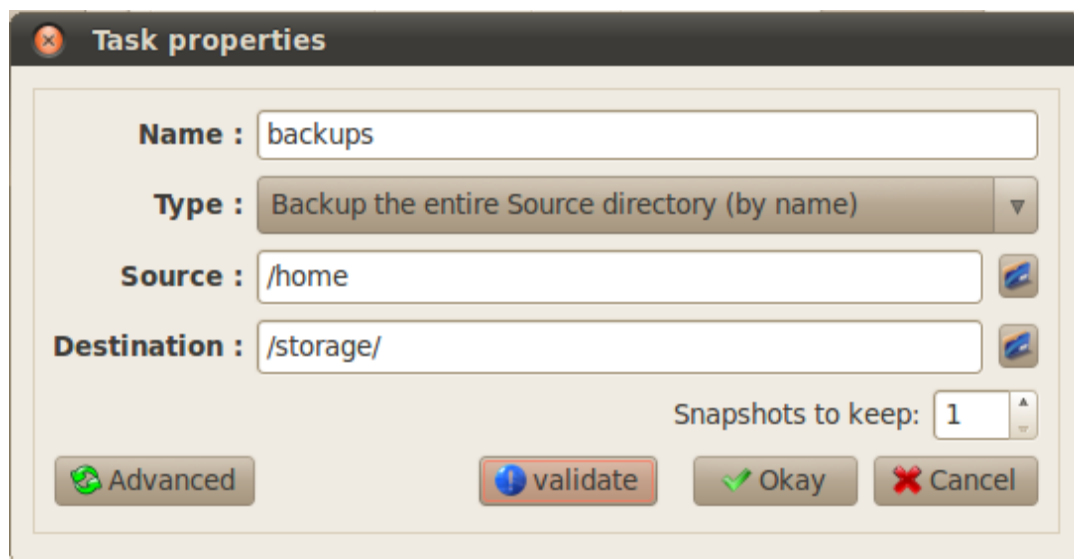 Task properties
Name : backups
Type : Backup the entire Source directory (by name)
Source : /home
Destination : /storage/
Snapshots to keep: 1
Advanced validate Okay Cancel